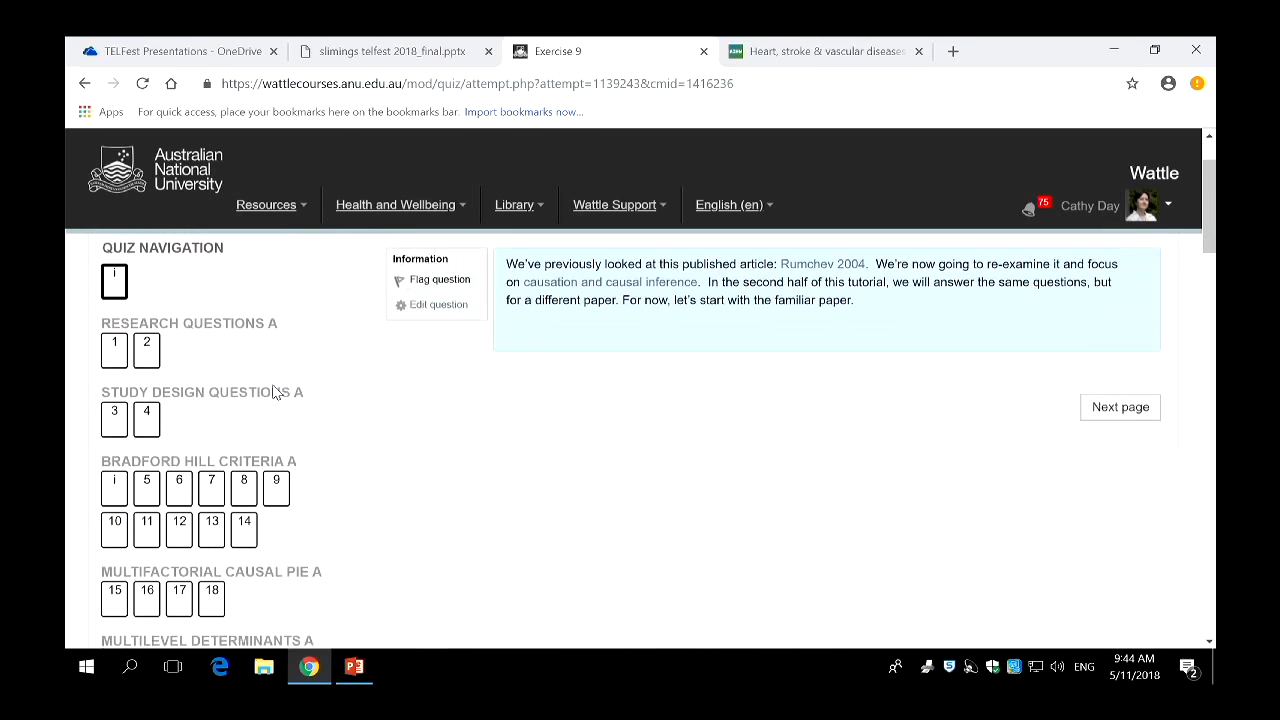 TELFest Presentations - OneDrive
slimings telfest 2018_final.pptx
Exercise 9
Heart, stroke & vascular diseases
https://wattlecourses.anu.edu.au/mod/quiz/attempt.php?attempt=1139243&cmid=1416236
Apps
For quick access, place your bookmarks here on the bookmarks bar. Import bookmarks now...
Australian
National
University
Wattle
Resources
Health and Wellbeing
Library
Wattle Support
English (en)
75
Cathy Day
QUIZ NAVIGATION
i
RESEARCH QUESTIONS A
1 2
STUDY DESIGN QUESTIONS A
3 4
BRADFORD HILL CRITERIA A
i 5 6 7 8 9
10 11 12 13 14
MULTIFACTORIAL CAUSAL PIE A
15 16 17 18
MULTILEVEL DETERMINANTS A
Information
Flag question
Edit question
We've previously looked at this published article: Rumchev 2004. We're now going to re-examine it and focus
on causation and causal inference. In the second half of this tutorial, we will answer the same questions, but
for a different paper. For now, let's start with the familiar paper.
Next page
ENG
9:44 AM
5/11/2018
2